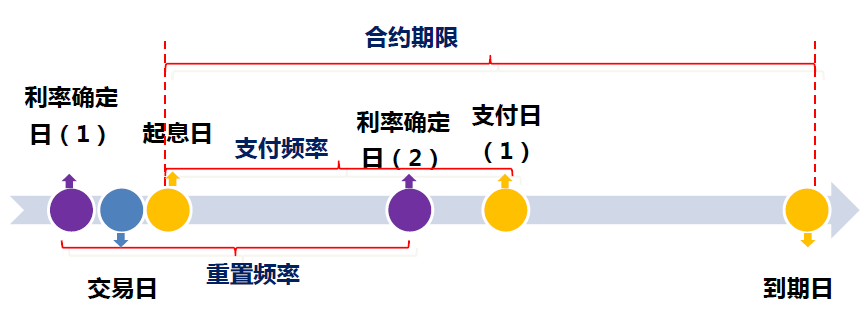 合约期限
利率确定
日（1）
起息日
支付频率
利率确定
日（2）
支付日
（1）
重置频率
交易日
到期日